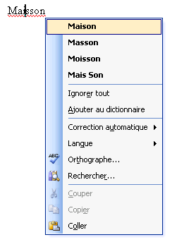 Maisson
Maison
Masson
Moisson
Mais Son
Ignorer tout
Ajouter au dictionnaire
Correction automatique
Langue
Orthographe...
Rechercher...
Couper
Copier
Coller